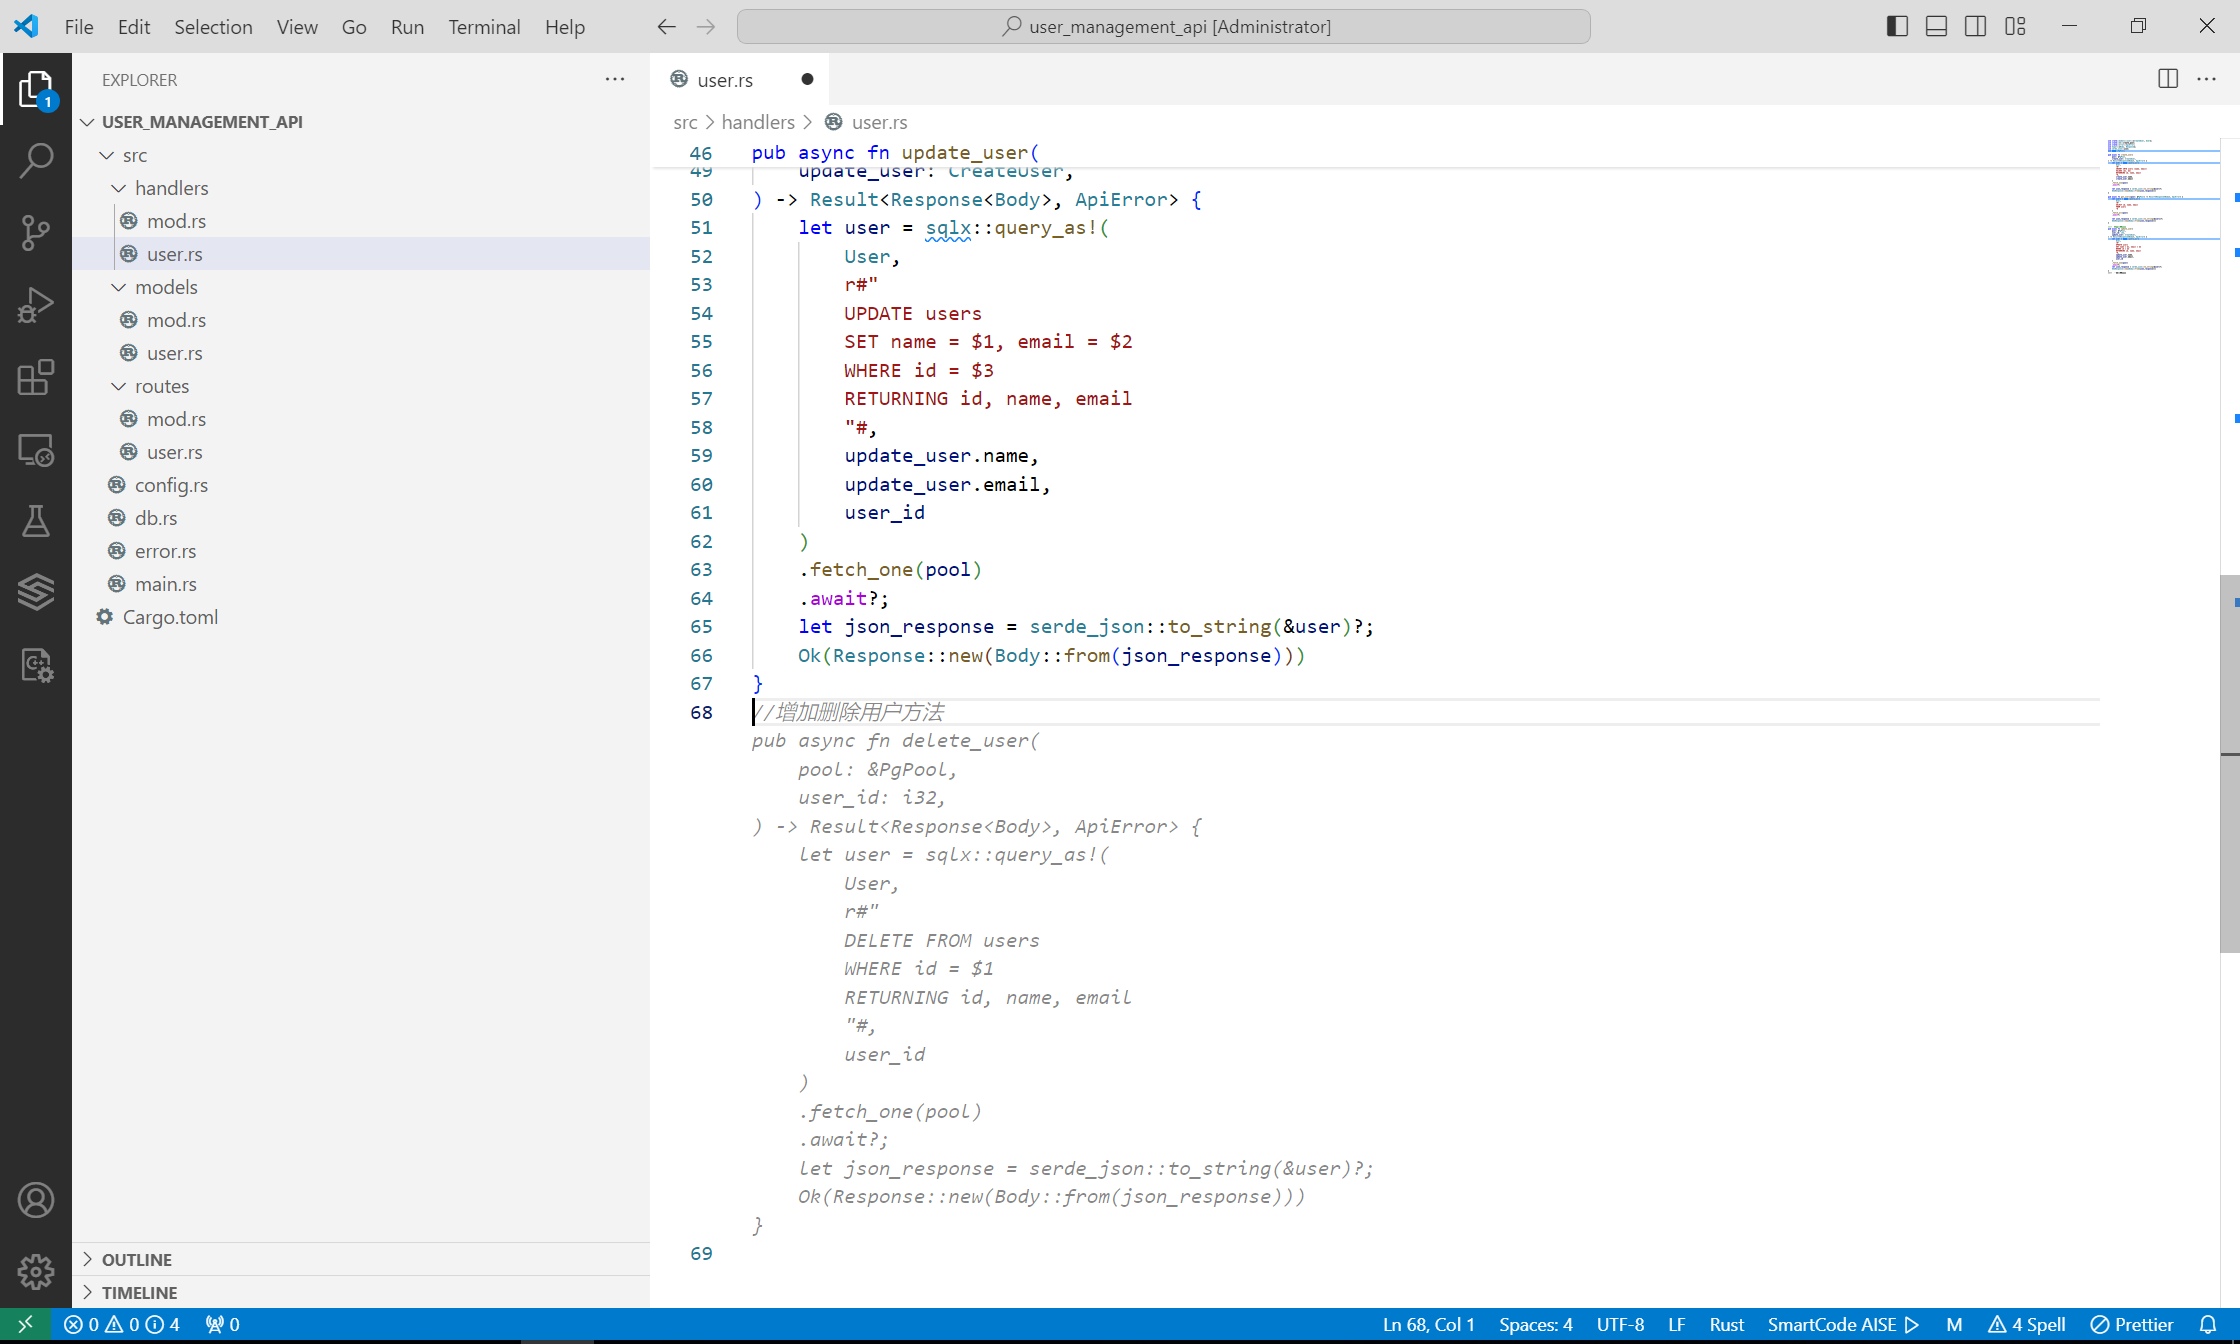 File Edit Selection View Go Run Terminal Help
user_management_api [Administrator]
1
EXPLORER
USER_MANAGEMENT_API
src
handlers
mod.rs
user.rs
models
mod.rs
user.rs
routes
mod.rs
user.rs
config.rs
db.rs
error.rs
main.rs
Cargo.toml
OUTLINE
TIMELINE
user.rs
src > handlers > user.rs
46 pub async fn update_user(
49 update_user: CreateUser,
50 ) -> Result<Response<Body>, ApiError> {
51 let user = sqlx::query_as!(
52 User,
53 r#"
54 UPDATE users
55 SET name = $1, email = $2
56 WHERE id = $3
57 RETURNING id, name, email
58 "#,
59 update_user.name,
60 update_user.email,
61 user_id
62 )
63 .fetch_one(pool)
64 .await?;
65 let json_response = serde_json::to_string(&user)?;
66 Ok(Response::new(Body::from(json_response)))
67 }
68 //增加删除用户方法
pub async fn delete_user(
pool: &PgPool,
user_id: i32,
) -> Result<Response<Body>, ApiError> {
let user = sqlx::query_as!(
User,
r#"
DELETE FROM users
WHERE id = $1
RETURNING id, name, email
"#,
user_id
)
.fetch_one(pool)
.await?;
let json_response = serde_json::to_string(&user)?;
Ok(Response::new(Body::from(json_response)))
}
69
0 0 4 0 Ln 68, Col 1 Spaces: 4 UTF-8 LF Rust SmartCode AISE M 4 Spell Prettier